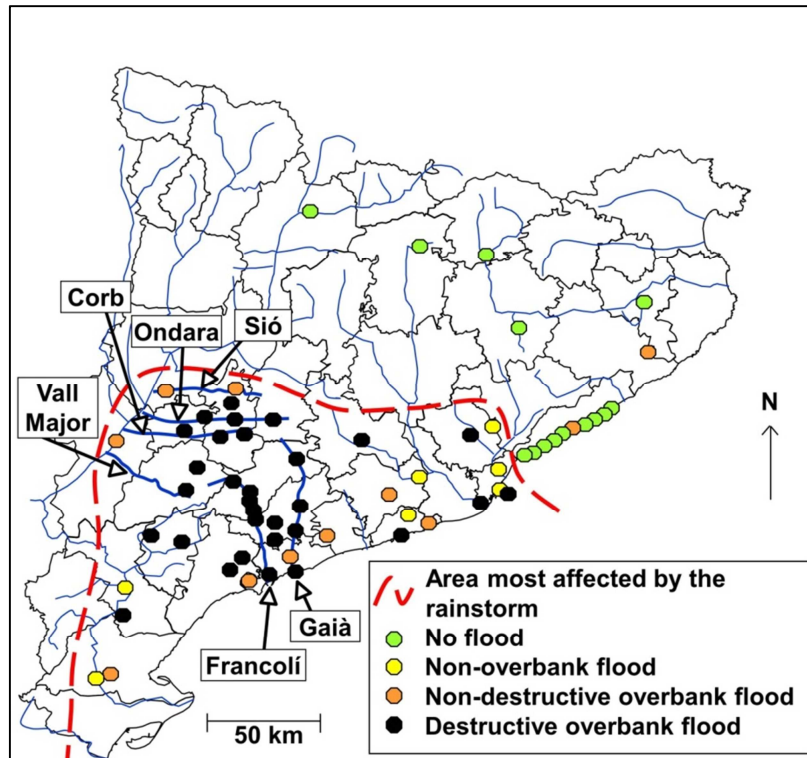 Corb
Ondara
Sió
Vall
Major
N
Gaià
Francolí
50 km
Area most affected by the
rainstorm
No flood
Non-overbank flood
Non-destructive overbank flood
Destructive overbank flood